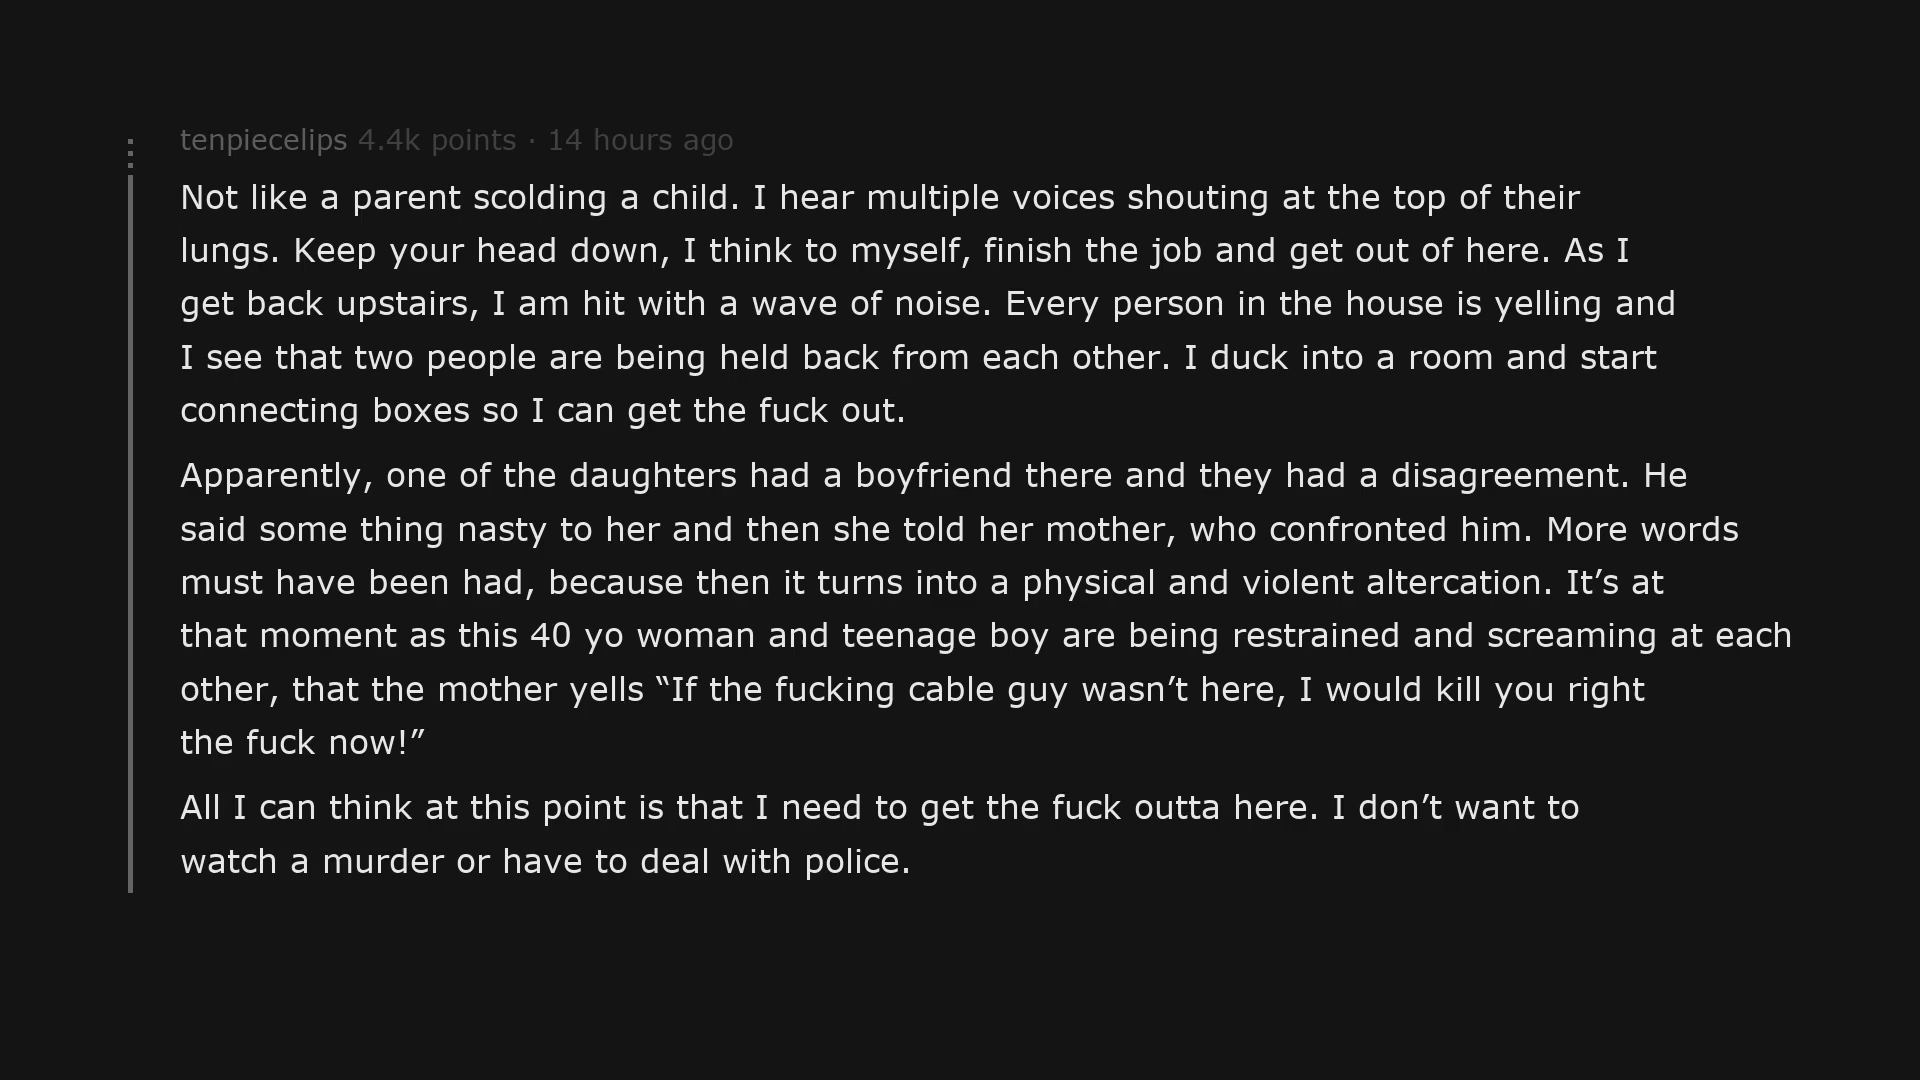 tenpiecelips 4.4k points · 14 hours ago
Not like a parent scolding a child. I hear multiple voices shouting at the top of their
lungs. Keep your head down, I think to myself, finish the job and get out of here. As I
get back upstairs, I am hit with a wave of noise. Every person in the house is yelling and
I see that two people are being held back from each other. I duck into a room and start
connecting boxes so I can get the fuck out.
Apparently, one of the daughters had a boyfriend there and they had a disagreement. He
said some thing nasty to her and then she told her mother, who confronted him. More words
must have been had, because then it turns into a physical and violent altercation. It’s at
that moment as this 40 yo woman and teenage boy are being restrained and screaming at each
other, that the mother yells “If the fucking cable guy wasn’t here, I would kill you right
the fuck now!”
All I can think at this point is that I need to get the fuck outta here. I don’t want to
watch a murder or have to deal with police.